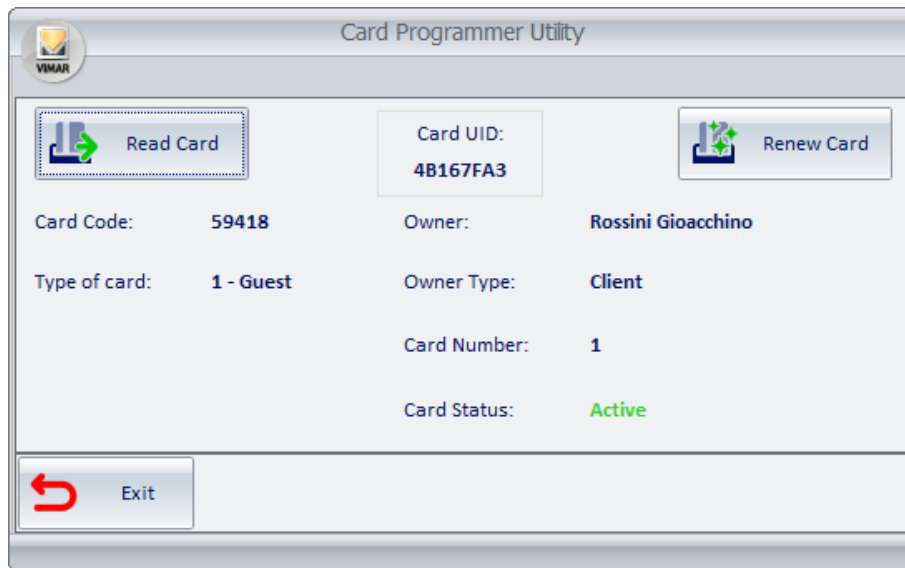 Card Programmer Utility
VIMAR
Read Card
Card UID:
4B167FA3
Renew Card
Card Code: 59418 Owner: Rossini Gioacchino
Type of card: 1 - Guest Owner Type: Client
Card Number: 1
Card Status: Active
Exit